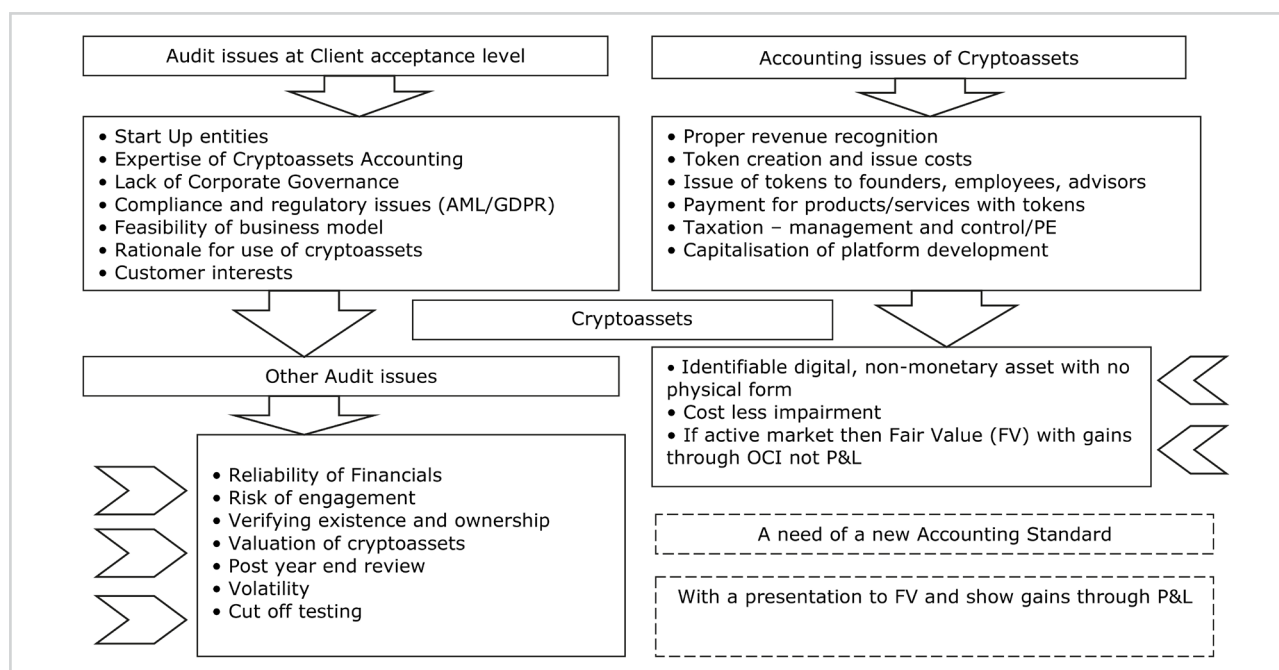 Audit issues at Client acceptance level
• Start Up entities
• Expertise of Cryptoassets Accounting
• Lack of Corporate Governance
• Compliance and regulatory issues (AML/GDPR)
• Feasibility of business model
• Rationale for use of cryptoassets
• Customer interests
Accounting issues of Cryptoassets
• Proper revenue recognition
• Token creation and issue costs
• Issue of tokens to founders, employees, advisors
• Payment for products/services with tokens
• Taxation – management and control/PE
• Capitalisation of platform development
Cryptoassets
Other Audit issues
• Reliability of Financials
• Risk of engagement
• Verifying existence and ownership
• Valuation of cryptoassets
• Post year end review
• Volatility
• Cut off testing
• Identifiable digital, non-monetary asset with no
physical form
• Cost less impairment
• If active market then Fair Value (FV) with gains
through OCI not P&L
A need of a new Accounting Standard
With a presentation to FV and show gains through P&L